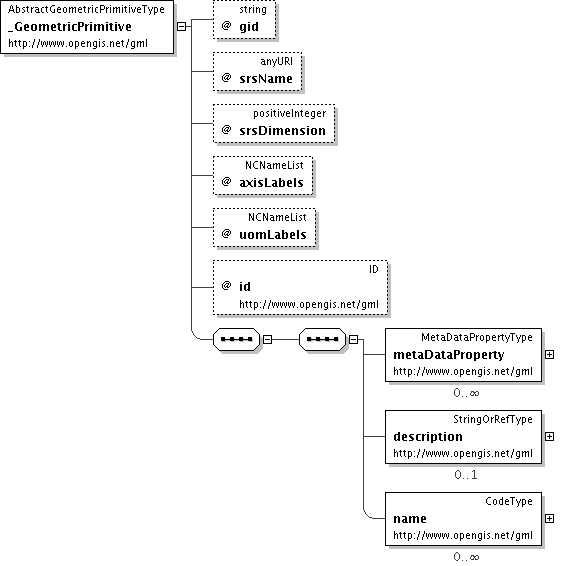 AbstractGeometricPrimitiveType
_GeometricPrimitive
http://www.opengis.net/gml
string
@ gid
anyURI
@ srsName
positiveInteger
@ srsDimension
NCNameList
@ axisLabels
NCNameList
@ uomLabels
ID
@ id
http://www.opengis.net/gml
MetaDataPropertyType
metaDataProperty
http://www.opengis.net/gml
0..∞
StringOrRefType
description
http://www.opengis.net/gml
0..1
CodeType
name
http://www.opengis.net/gml
0..∞